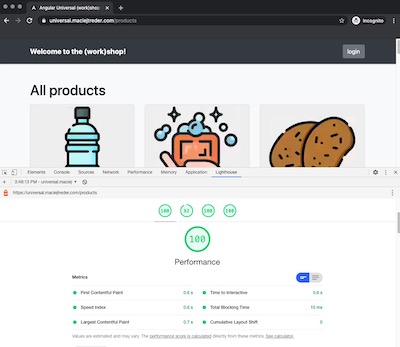 Angular Universal (work)shop
Incognito
universal.maciejtreder.com/products
Welcome to the (work)shop!
login
All products
Elements Console Sources Network Performance Memory Application Lighthouse
3:48:13 PM - universal.maciej
https://universal.maciejtreder.com/products
100 92 100 100
100
Performance
Metrics
First Contentful Paint 0.6 s Time to Interactive
Speed Index 0.6 s Total Blocking Time 10 ms
Largest Contentful Paint 0.7 s Cumulative Layout Shift 0
Values are estimated and may vary. The performance score is calculated directly from these metrics. See calculator.